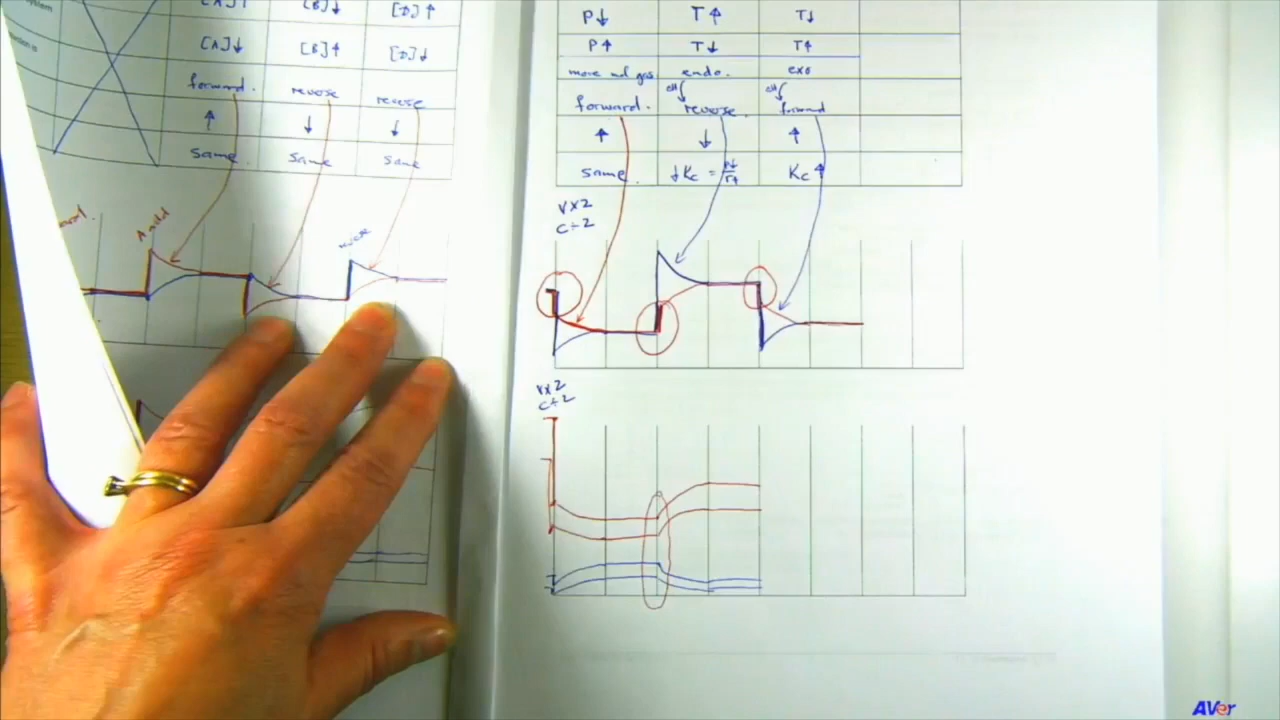 system
[A]↑ [B]↓ [D]↑
[A]↓ [B]↑ [D]↓
forward. reverse reverse
↑ ↓ ↓
same same same
P↓ T↑ T↓
P↑ T↓ T↑
endo. exo
forward. reverse forward
↑ ↓ ↑
same. ↓Kc = Kc↑
V×2
C÷2
V×2
C÷2
AVer